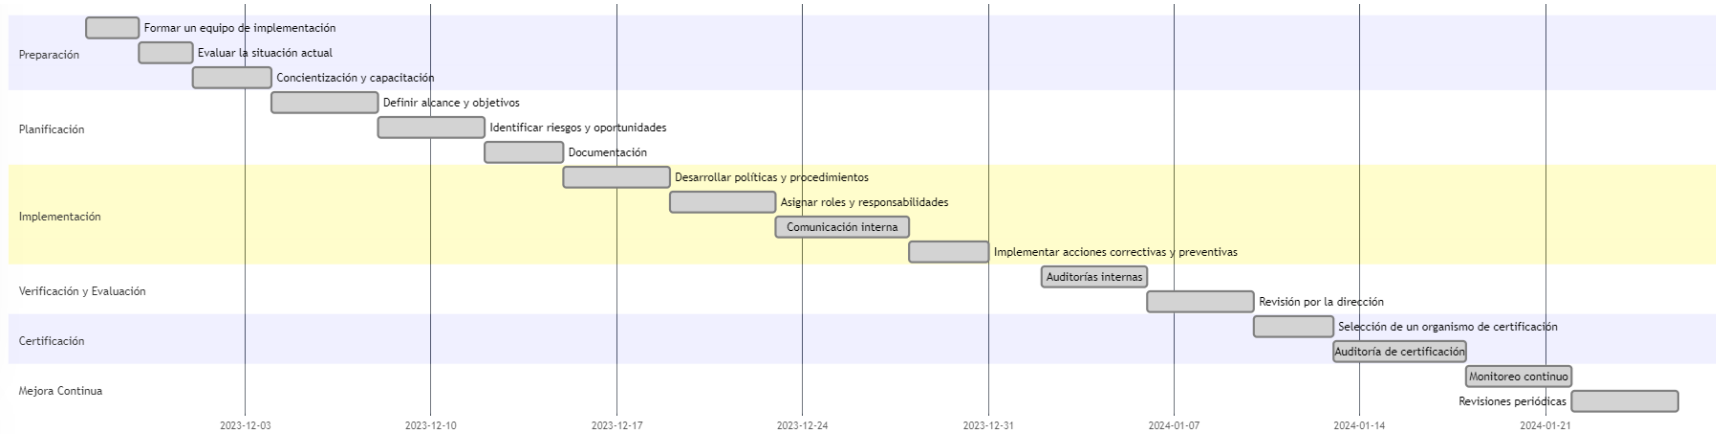 Formar un equipo de implementación
Preparación
Evaluar la situación actual
Concientización y capacitación
Definir alcance y objetivos
Planificación
Identificar riesgos y oportunidades
Documentación
Desarrollar políticas y procedimientos
Asignar roles y responsabilidades
Implementación
Comunicación interna
Implementar acciones correctivas y preventivas
Auditorías internas
Verificación y Evaluación
Revisión por la dirección
Selección de un organismo de certificación
Certificación
Auditoría de certificación
Monitoreo continuo
Mejora Continua
Revisiones periódicas
2023-12-03 2023-12-10 2023-12-17 2023-12-24 2023-12-31 2024-01-07 2024-01-14 2024-01-21